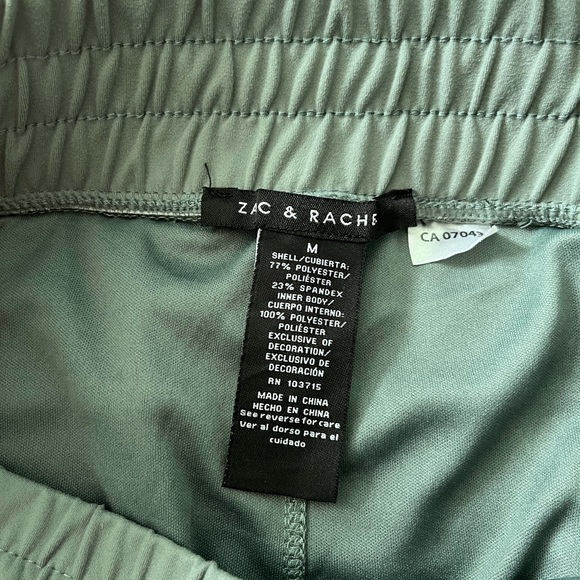 ZAC & RACHE
CA 07043
M
SHELL/CUBIERTA:
77% POLYESTER/
POLIÉSTER
23% SPANDEX
INNER BODY/
CUERPO INTERNO:
100% POLYESTER/
POLIÉSTER
EXCLUSIVE OF
DECORATION/
EXCLUSIVO DE
DECORACIÓN
RN 103715
MADE IN CHINA
HECHO EN CHINA
See reverse for care
Ver al dorso para el
cuidado